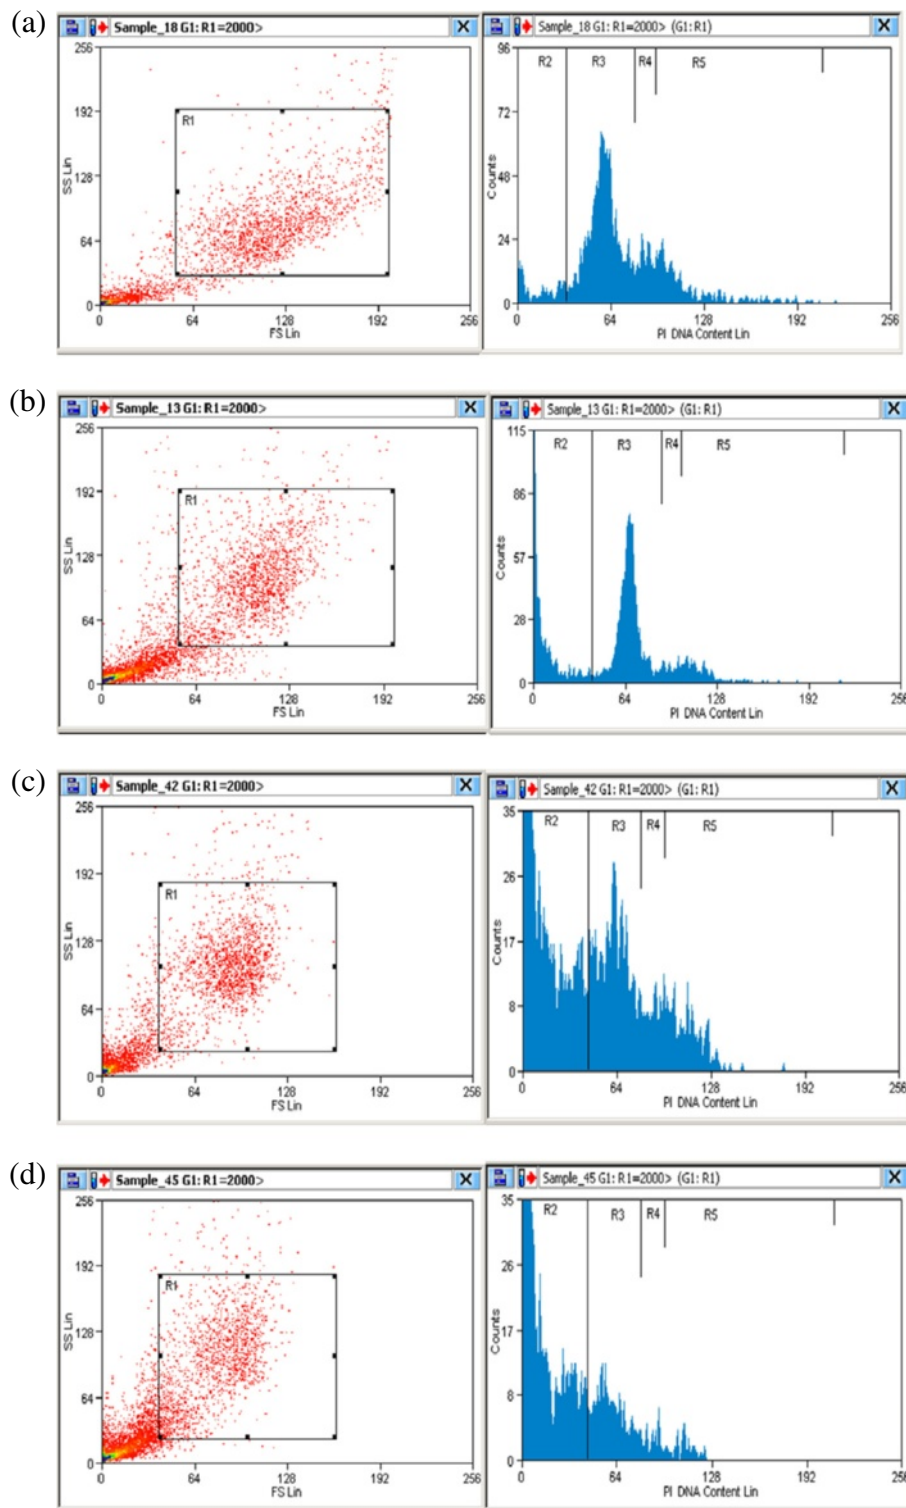 (a)
Sample_18 G1: R1=2000>
Sample_18 G1: R1=2000> (G1: R1)
256
192
128
64
0
SS Lin
R1
0 64 128 192 256
FS Lin
96
72
48
24
0
Counts
R2 R3 R4 R5
0 64 128 192 256
PI DNA Content Lin
(b)
Sample_13 G1: R1=2000>
Sample_13 G1: R1=2000> (G1: R1)
256
192
128
64
0
SS Lin
R1
0 64 128 192 256
FS Lin
115
86
57
28
0
Counts
R2 R3 R4 R5
0 64 128 192 256
PI DNA Content Lin
(c)
Sample_42 G1: R1=2000>
Sample_42 G1: R1=2000> (G1: R1)
256
192
128
64
0
SS Lin
R1
0 64 128 192 256
FS Lin
35
26
17
8
0
Counts
R2 R3 R4 R5
0 64 128 192 256
PI DNA Content Lin
(d)
Sample_45 G1: R1=2000>
Sample_45 G1: R1=2000> (G1: R1)
256
192
128
64
0
SS Lin
R1
0 64 128 192 256
FS Lin
35
26
17
8
0
Counts
R2 R3 R4 R5
0 64 128 192 256
PI DNA Content Lin